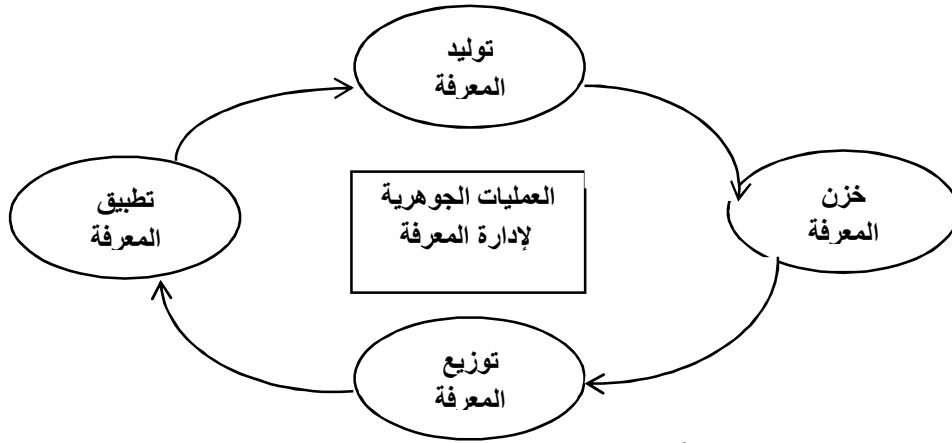 توليد
المعرفة
خزن
المعرفة
توزيع
المعرفة
تطبيق
المعرفة
العمليات الجوهرية
لإدارة المعرفة